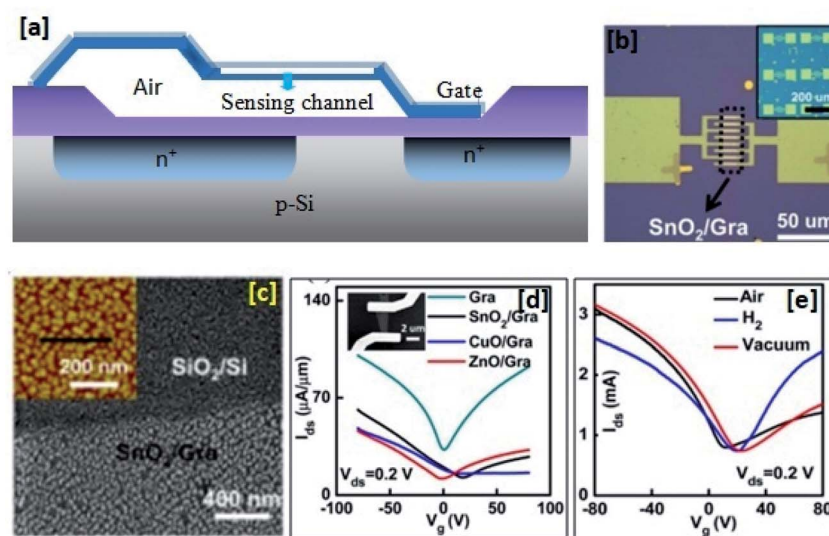 [a]
Air
Sensing channel
Gate
n+
n+
p-Si
[b]
200 um
SnO2/Gra
50 um
[c]
200 nm
SiO2/Si
SnO2/Gra
400 nm
[d]
140
70
0
Ids (µA/µm)
Gra
SnO2/Gra
CuO/Gra
ZnO/Gra
2 um
Vds=0.2 V
-100
-50
0
50
100
Vg (V)
[e]
3
2
1
0
Ids (mA)
Air
H2
Vacuum
Vds=0.2 V
-80
-40
0
40
80
Vg (V)